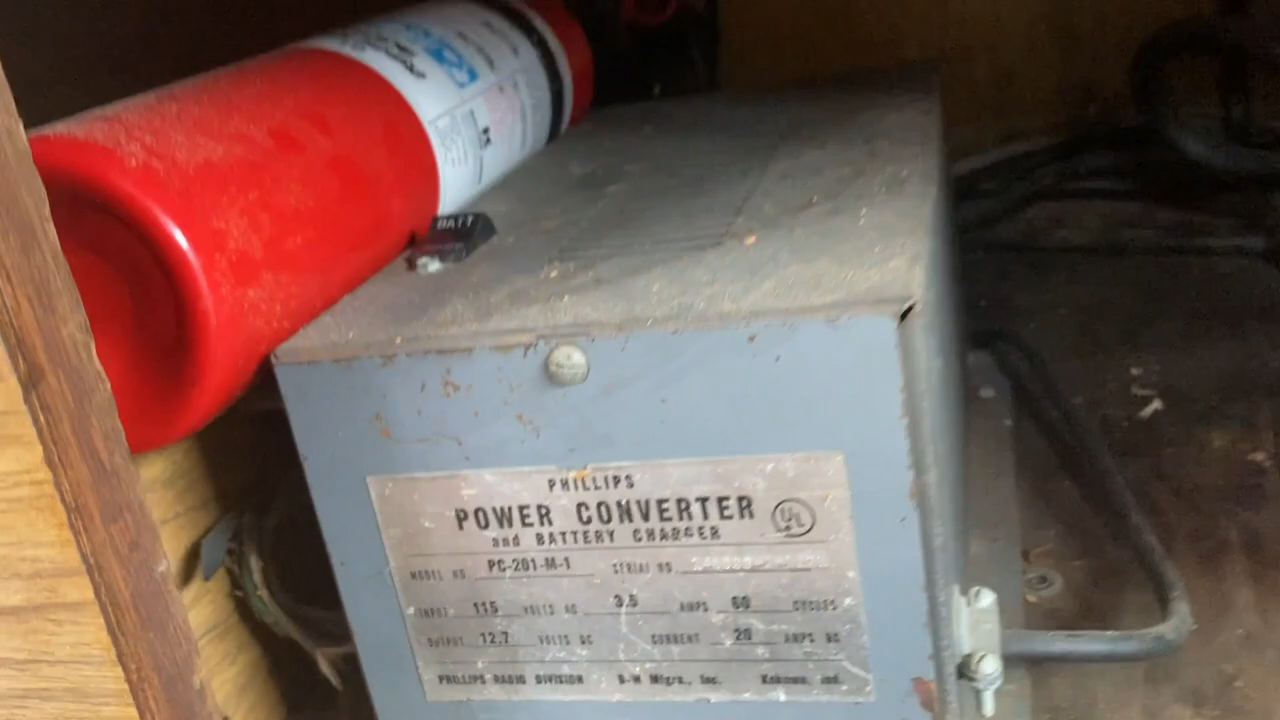 BATT
PHILLIPS
POWER CONVERTER
and BATTERY CHARGER
UL
MODEL NO PC-201-M-1 SERIAL NO
INPUT 115 VOLTS AC 3.5 AMPS 60 CYCLES
OUTPUT 12.7 VOLTS DC CURRENT 20 AMPS DC
PHILLIPS RADIO DIVISION D-H Mfgrs., Inc. Kokomo, Ind.